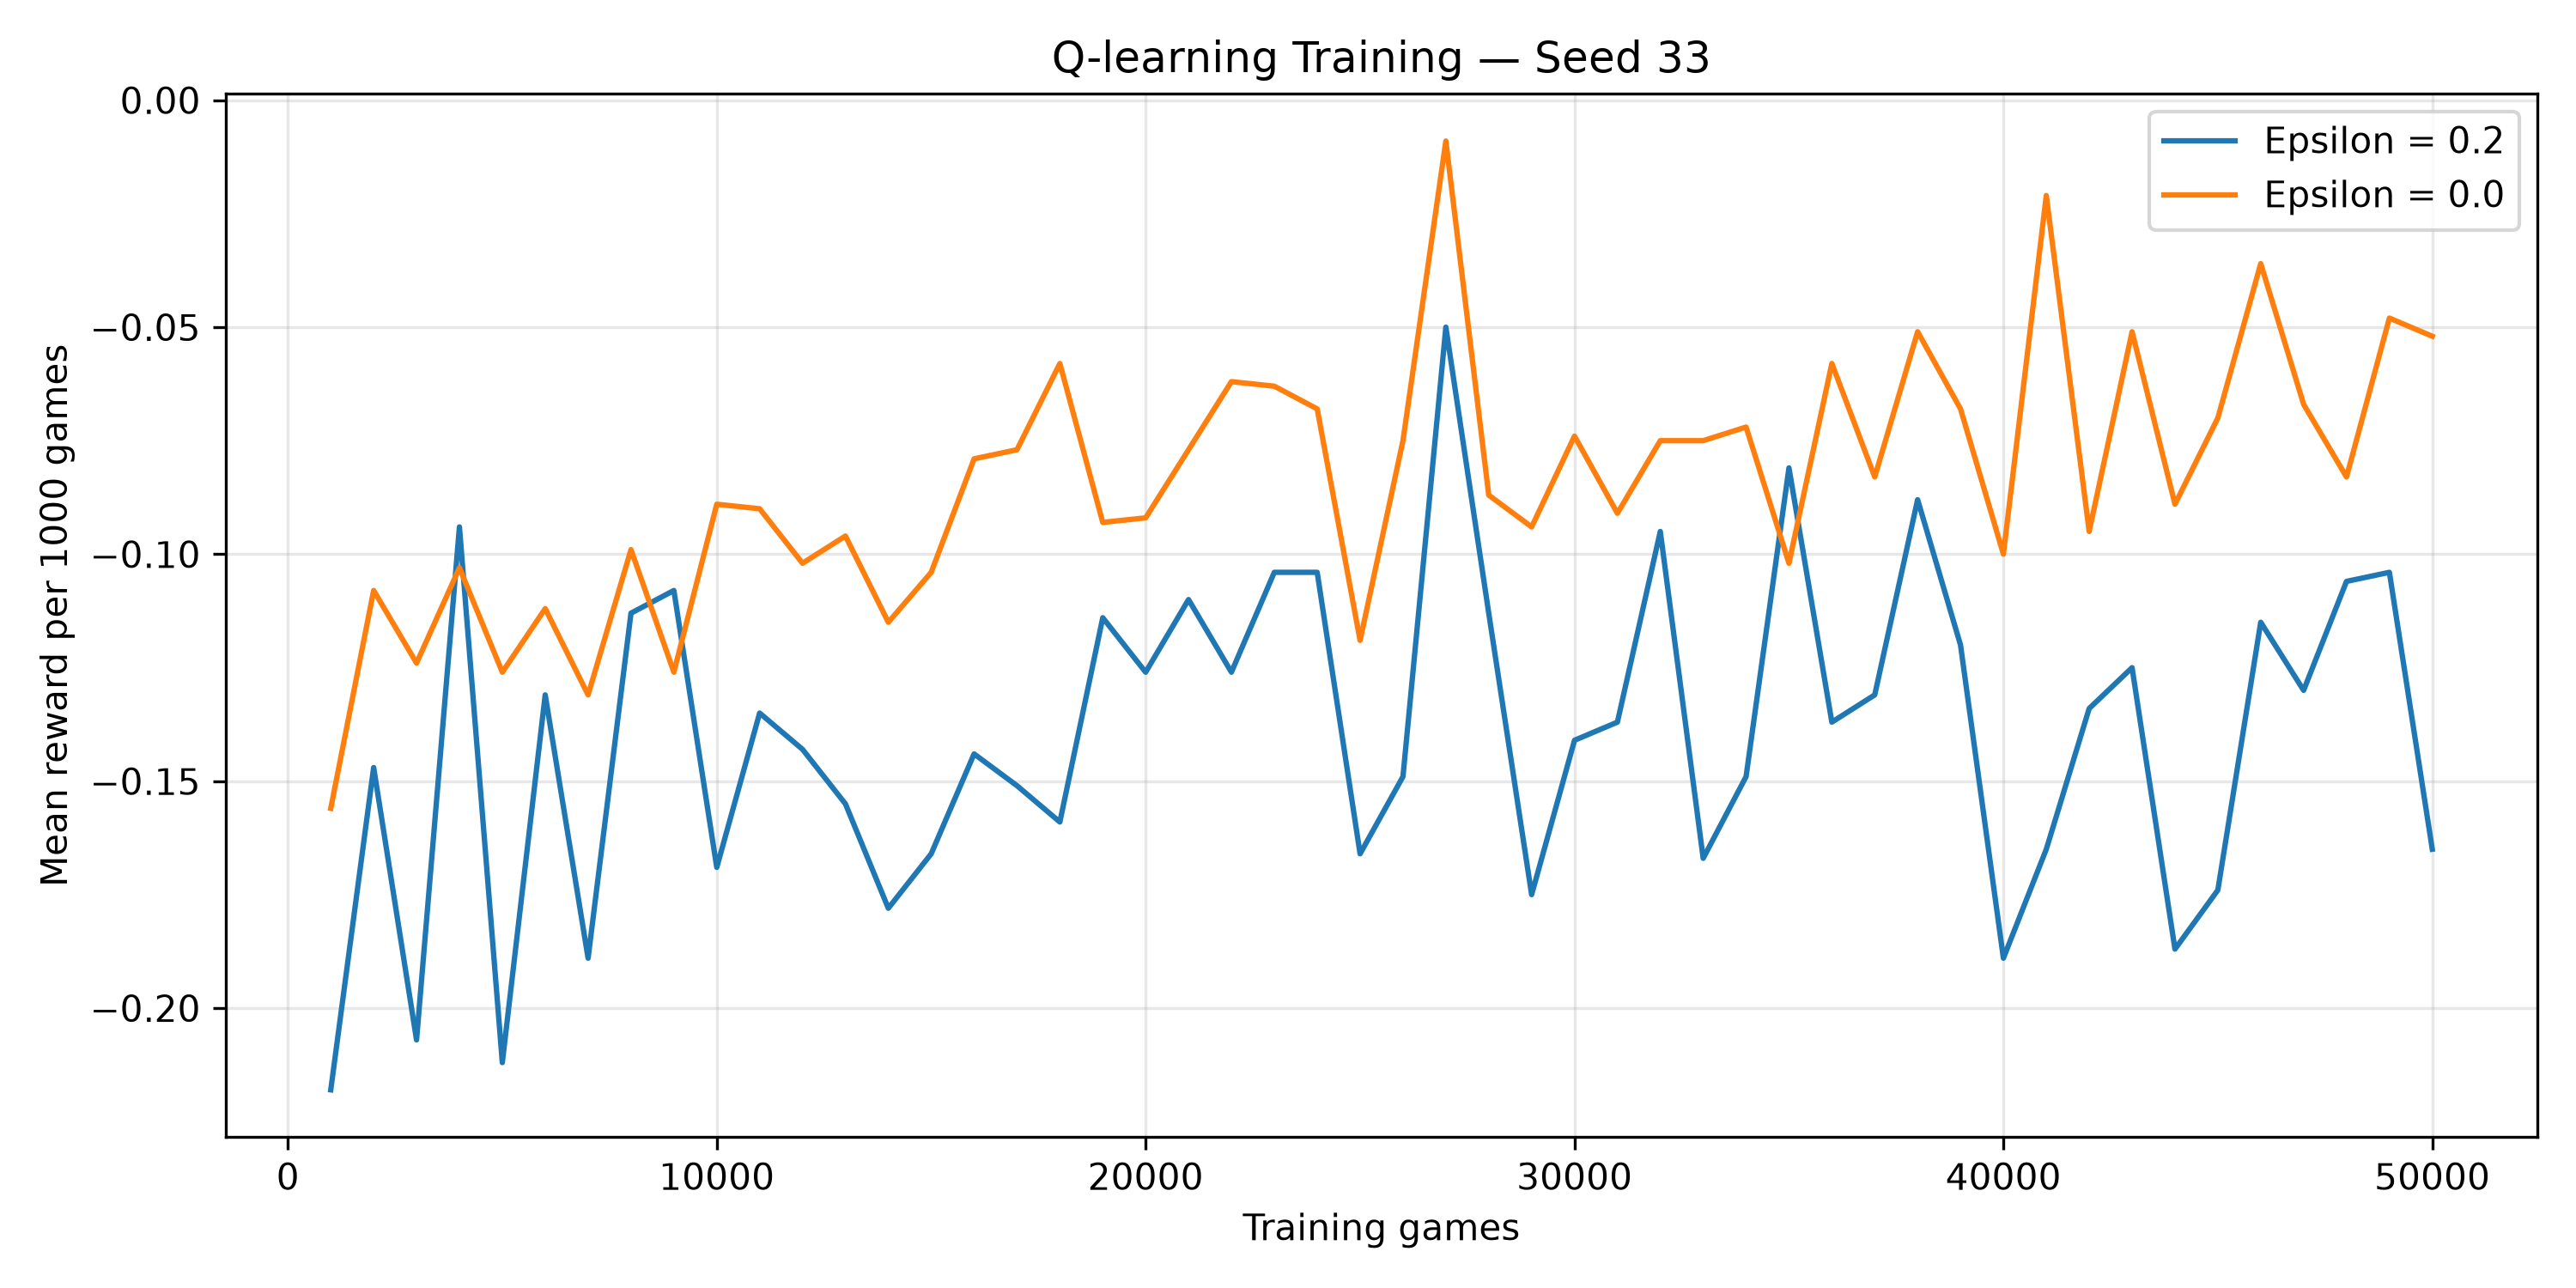 Q-learning Training — Seed 33
Epsilon = 0.2
Epsilon = 0.0
Mean reward per 1000 games
0.00
−0.05
−0.10
−0.15
−0.20
0
10000
20000
30000
40000
50000
Training games